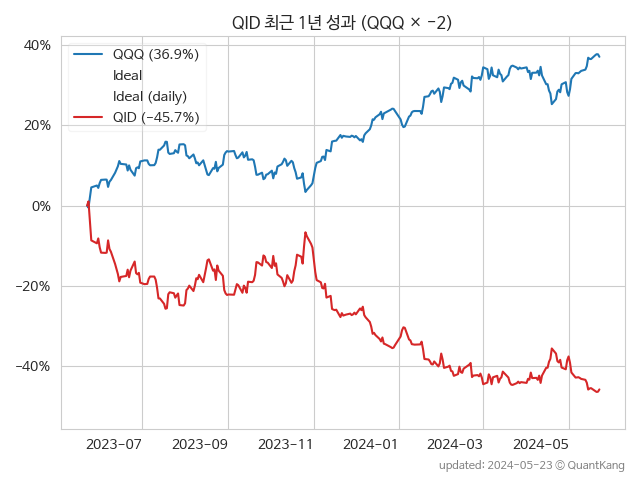 QID 최근 1년 성과 (QQQ × −2)
40%
20%
0%
−20%
−40%
QQQ (36.9%)
Ideal
Ideal (daily)
QID (−45.7%)
2023−07
2023−09
2023−11
2024−01
2024−03
2024−05
updated: 2024−05−23 © QuantKang